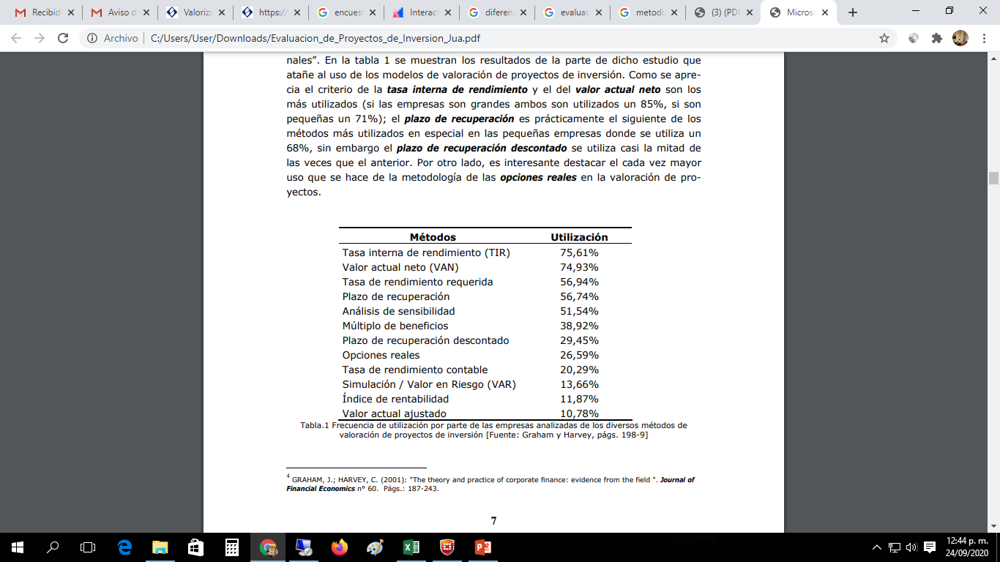 Recibid
Aviso d
Valoriza
https://
encues
Interac
diferen
evaluac
metodo
(3) (PD
Micros
Archivo
C:/Users/User/Downloads/Evaluacion_de_Proyectos_de_Inversion_Jua.pdf
nales”. En la tabla 1 se muestran los resultados de la parte de dicho estudio que
atañe al uso de los modelos de valoración de proyectos de inversión. Como se apre-
cia el criterio de la tasa interna de rendimiento y el del valor actual neto son los
más utilizados (si las empresas son grandes ambos son utilizados un 85%, si son
pequeñas un 71%); el plazo de recuperación es prácticamente el siguiente de los
métodos más utilizados en especial en las pequeñas empresas donde se utiliza un
68%, sin embargo el plazo de recuperación descontado se utiliza casi la mitad de
las veces que el anterior. Por otro lado, es interesante destacar el cada vez mayor
uso que se hace de la metodología de las opciones reales en la valoración de pro-
yectos.
Métodos Utilización
Tasa interna de rendimiento (TIR) 75,61%
Valor actual neto (VAN) 74,93%
Tasa de rendimiento requerida 56,94%
Plazo de recuperación 56,74%
Análisis de sensibilidad 51,54%
Múltiplo de beneficios 38,92%
Plazo de recuperación descontado 29,45%
Opciones reales 26,59%
Tasa de rendimiento contable 20,29%
Simulación / Valor en Riesgo (VAR) 13,66%
Índice de rentabilidad 11,87%
Valor actual ajustado 10,78%
Tabla.1 Frecuencia de utilización por parte de las empresas analizadas de los diversos métodos de
valoración de proyectos de inversión [Fuente: Graham y Harvey, págs. 198-9]
4 GRAHAM, J.; HARVEY, C. (2001): "The theory and practice of corporate finance: evidence from the field ". Journal of
Financial Economics nº 60. Págs.: 187-243.
7
12:44 p. m.
24/09/2020